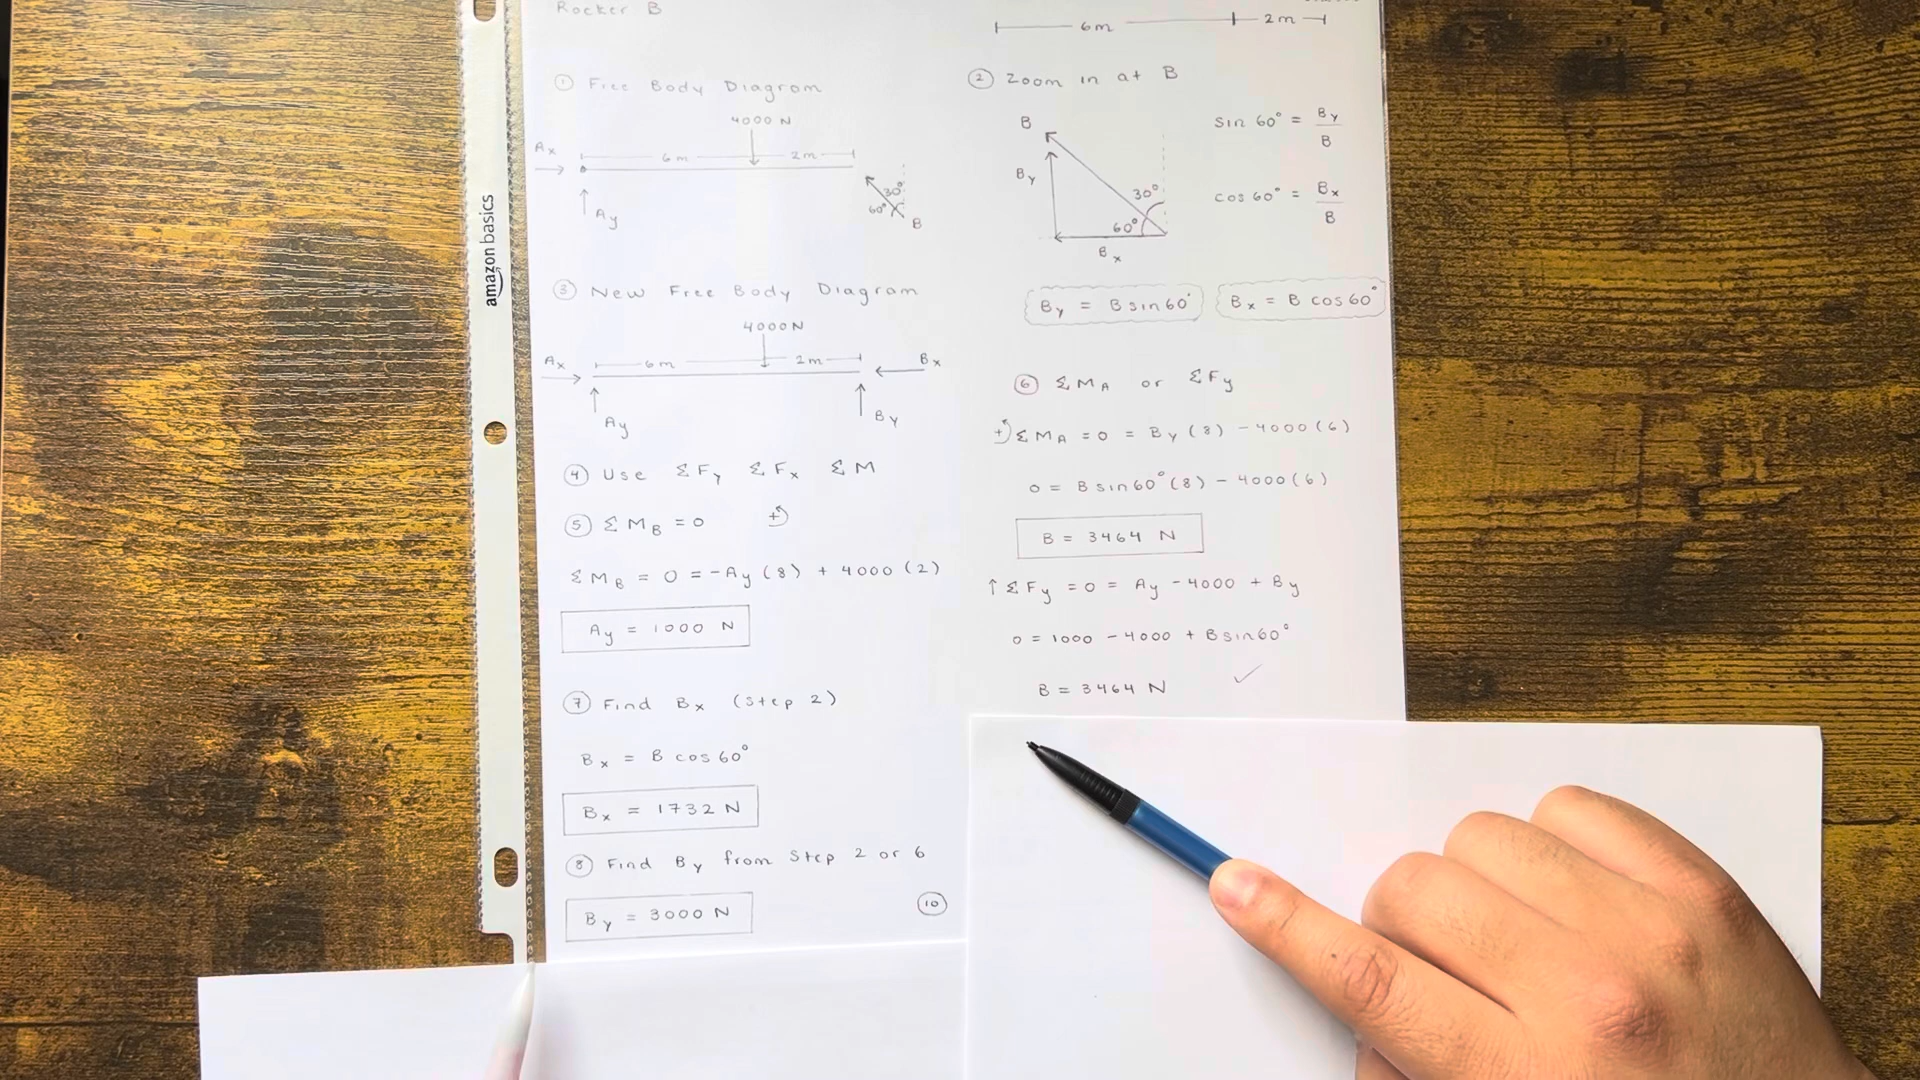 Rocker B
6m 2m
① Free Body Diagram
4000 N
Ax
6m 2m
Ay
30°
60°
B
② Zoom in at B
B
By
30°
60°
Bx
sin 60° = By / B
cos 60° = Bx / B
By = B sin 60° Bx = B cos 60°
③ New Free Body Diagram
4000 N
Ax 6m 2m Bx
Ay By
④ Use ΣFy ΣFx ΣM
⑤ ΣMB = 0 +
ΣMB = 0 = -Ay (8) + 4000 (2)
Ay = 1000 N
⑥ ΣMA or ΣFy
+ ΣMA = 0 = By (8) - 4000 (6)
0 = B sin 60° (8) - 4000 (6)
B = 3464 N
↑ ΣFy = 0 = Ay - 4000 + By
0 = 1000 - 4000 + B sin 60°
B = 3464 N ✓
⑦ Find Bx (Step 2)
Bx = B cos 60°
Bx = 1732 N
⑧ Find By from Step 2 or 6
By = 3000 N
⑩
amazon basics